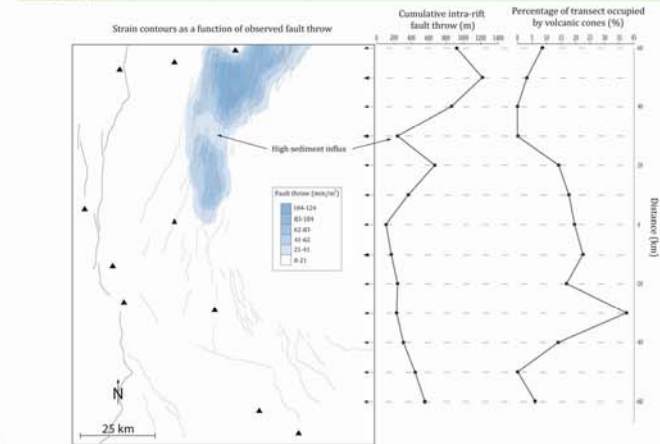 Strain contours as a function of observed fault throw
Cumulative intra-rift
fault throw (m)
0 200 400 600 800 1000 1200 1400
Percentage of transect occupied
by volcanic cones (%)
0 5 10 15 20 25 30 35 40
High sediment influx
Fault throw (mm/m²)
104-124
83-104
62-83
41-62
21-41
0-21
N
25 km
Distance (km)